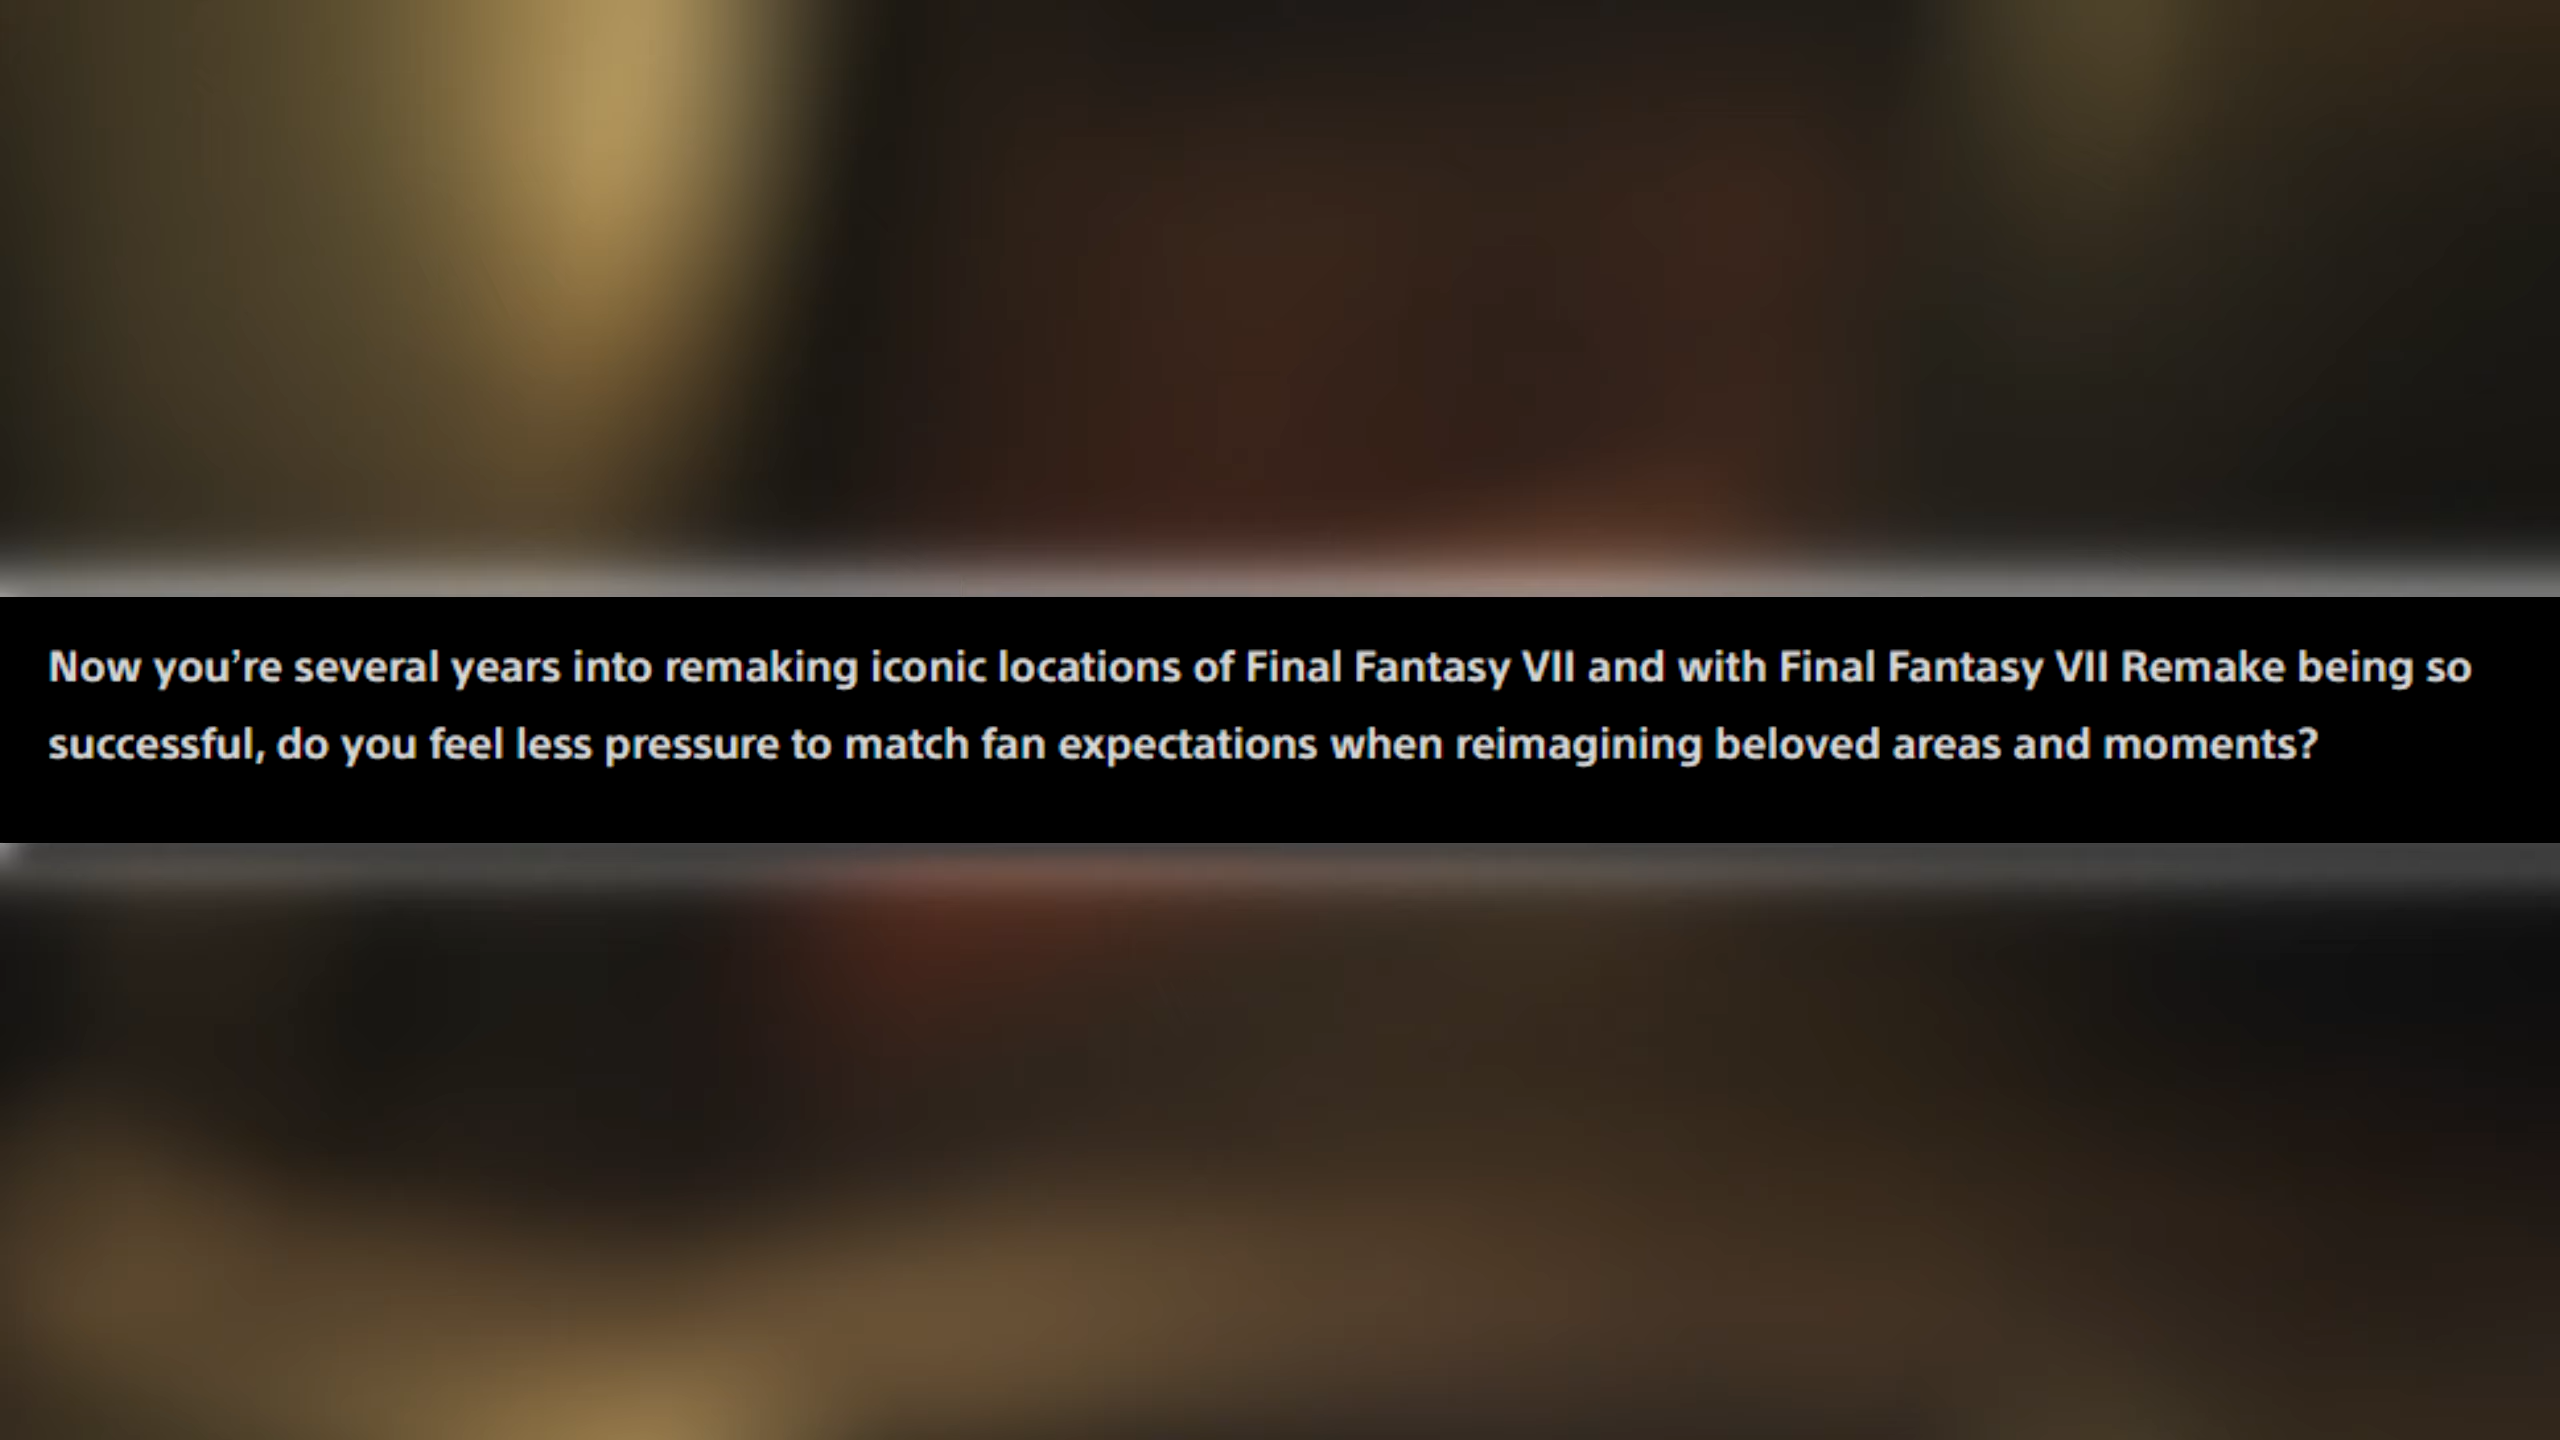 Now you’re several years into remaking iconic locations of Final Fantasy VII and with Final Fantasy VII Remake being so
successful, do you feel less pressure to match fan expectations when reimagining beloved areas and moments?